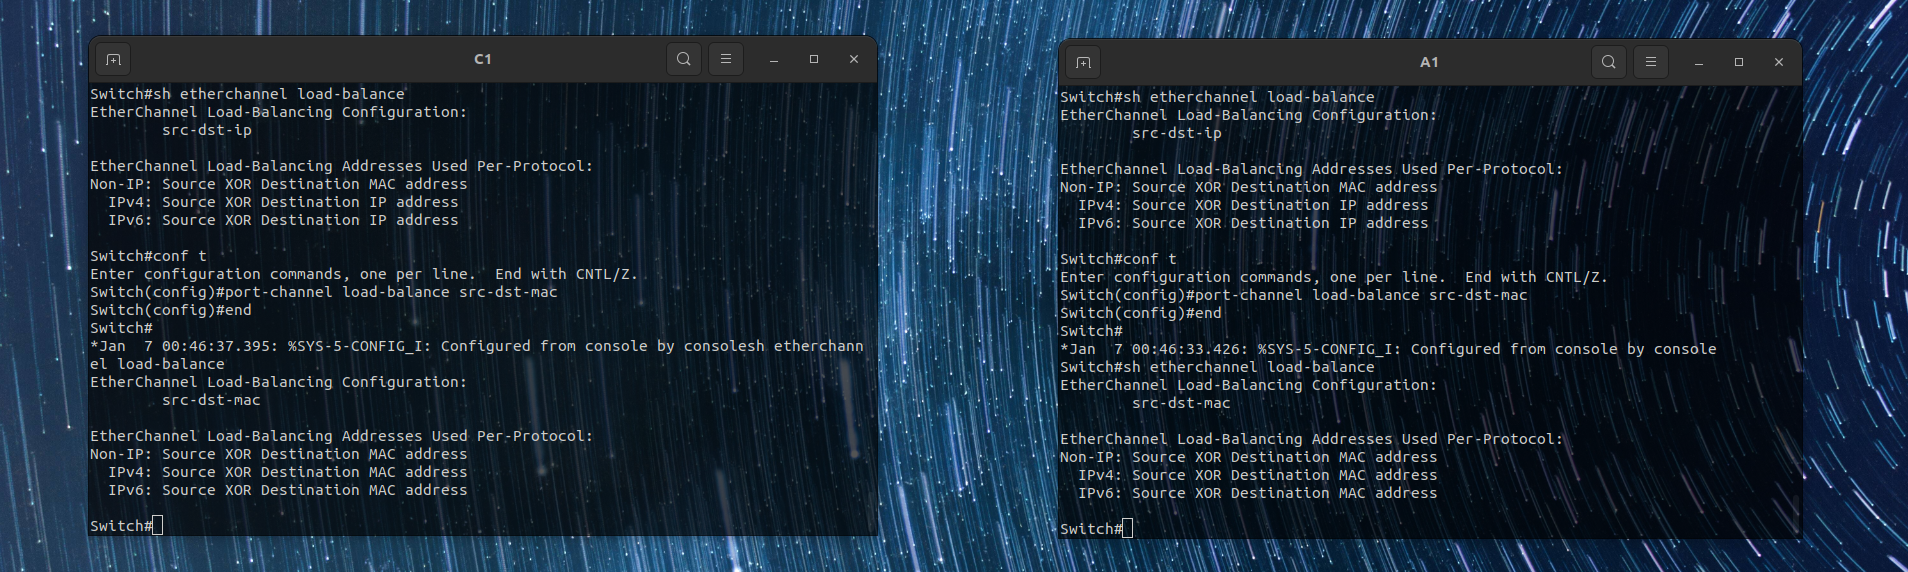 C1
Switch#sh etherchannel load-balance
EtherChannel Load-Balancing Configuration:
        src-dst-ip
EtherChannel Load-Balancing Addresses Used Per-Protocol:
Non-IP: Source XOR Destination MAC address
  IPv4: Source XOR Destination IP address
  IPv6: Source XOR Destination IP address
Switch#conf t
Enter configuration commands, one per line.  End with CNTL/Z.
Switch(config)#port-channel load-balance src-dst-mac
Switch(config)#end
Switch#
*Jan  7 00:46:37.395: %SYS-5-CONFIG_I: Configured from console by consolesh etherchann
el load-balance
EtherChannel Load-Balancing Configuration:
        src-dst-mac
EtherChannel Load-Balancing Addresses Used Per-Protocol:
Non-IP: Source XOR Destination MAC address
  IPv4: Source XOR Destination MAC address
  IPv6: Source XOR Destination MAC address
Switch#
A1
Switch#sh etherchannel load-balance
EtherChannel Load-Balancing Configuration:
        src-dst-ip
EtherChannel Load-Balancing Addresses Used Per-Protocol:
Non-IP: Source XOR Destination MAC address
  IPv4: Source XOR Destination IP address
  IPv6: Source XOR Destination IP address
Switch#conf t
Enter configuration commands, one per line.  End with CNTL/Z.
Switch(config)#port-channel load-balance src-dst-mac
Switch(config)#end
Switch#
*Jan  7 00:46:33.426: %SYS-5-CONFIG_I: Configured from console by console
Switch#sh etherchannel load-balance
EtherChannel Load-Balancing Configuration:
        src-dst-mac
EtherChannel Load-Balancing Addresses Used Per-Protocol:
Non-IP: Source XOR Destination MAC address
  IPv4: Source XOR Destination MAC address
  IPv6: Source XOR Destination MAC address
Switch#